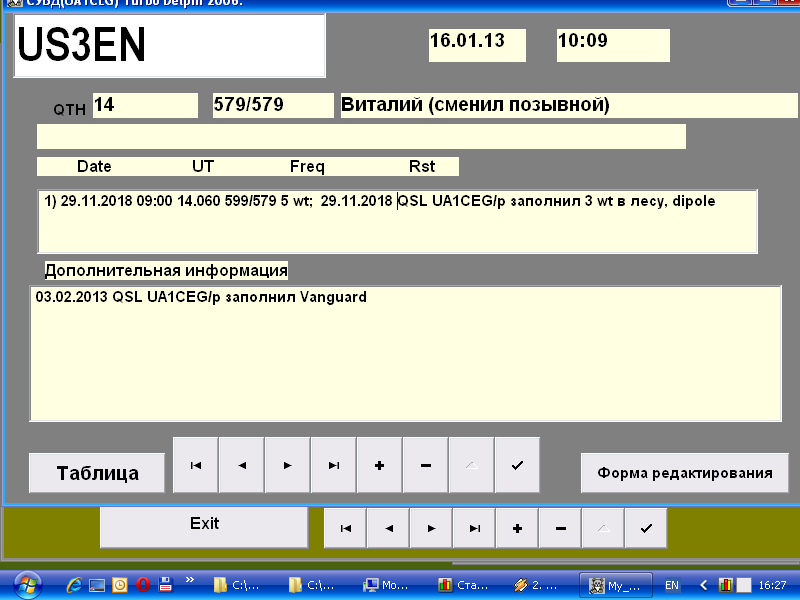 СУБД(UA1CEG) Turbo Delphi 2006.
US3EN
16.01.13 10:09
QTH 14 579/579 Виталий (сменил позывной)
Date UT Freq Rst
1) 29.11.2018 09:00 14.060 599/579 5 wt; 29.11.2018 QSL UA1CEG/p заполнил 3 wt в лесу, dipole
Дополнительная информация
03.02.2013 QSL UA1CEG/p заполнил Vanguard
Таблица
Форма редактирования
Exit
C:\... C:\... Мо... Ста... 2. ... My_... EN 16:27